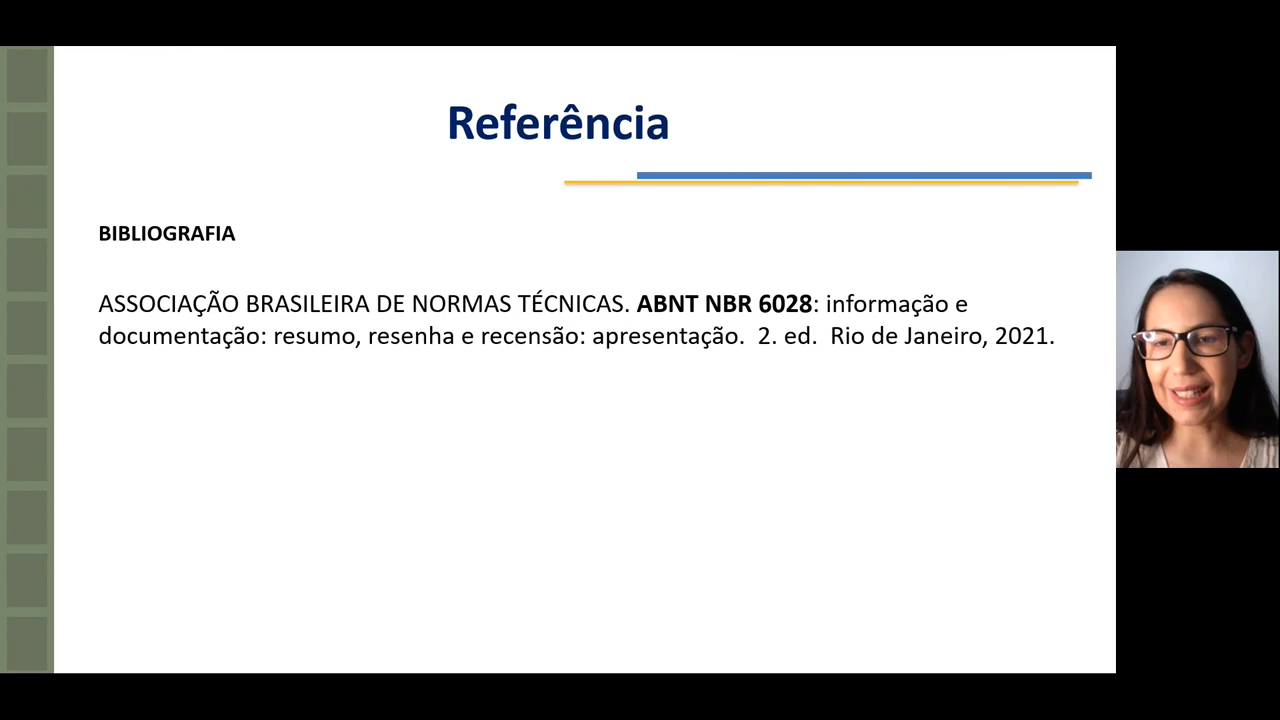 Referência
BIBLIOGRAFIA
ASSOCIAÇÃO BRASILEIRA DE NORMAS TÉCNICAS. ABNT NBR 6028: informação e
documentação: resumo, resenha e recensão: apresentação.  2. ed.  Rio de Janeiro, 2021.